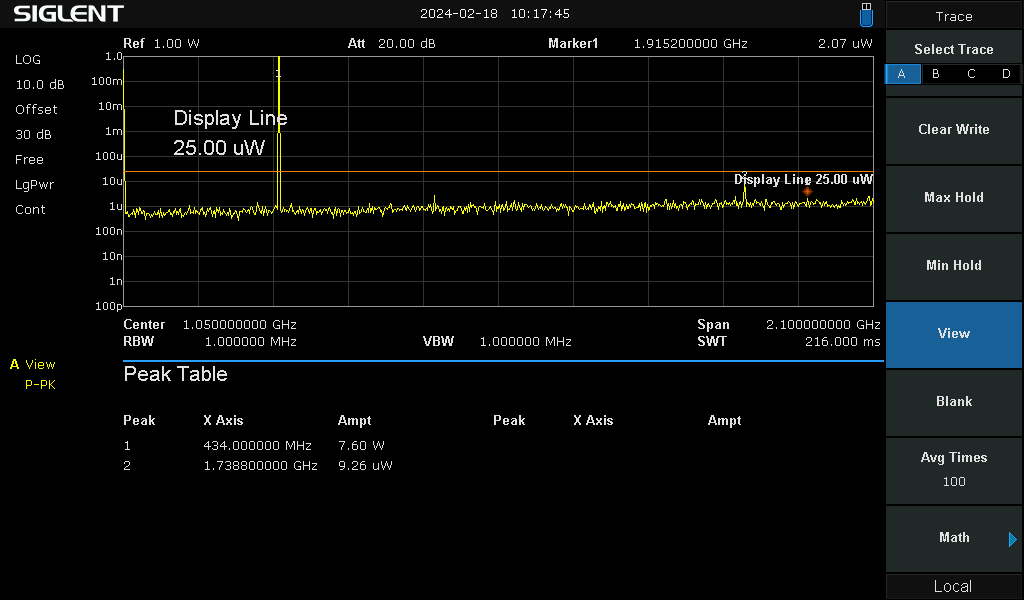 SIGLENT
2024-02-18 10:17:45
Trace
Ref 1.00 W Att 20.00 dB Marker1 1.915200000 GHz 2.07 uW
LOG
10.0 dB
Offset
30 dB
Free
LgPwr
Cont
1.0
100m
10m
1m
100u
10u
1u
100n
10n
1n
100p
1
Display Line
25.00 uW
2
Display Line 25.00 uW
Center 1.050000000 GHz Span 2.100000000 GHz
RBW 1.000000 MHz VBW 1.000000 MHz SWT 216.000 ms
A View
P-PK
Peak Table
Peak X Axis Ampt Peak X Axis Ampt
1 434.000000 MHz 7.60 W
2 1.738800000 GHz 9.26 uW
Select Trace
A B C D
Clear Write
Max Hold
Min Hold
View
Blank
Avg Times
100
Math
Local